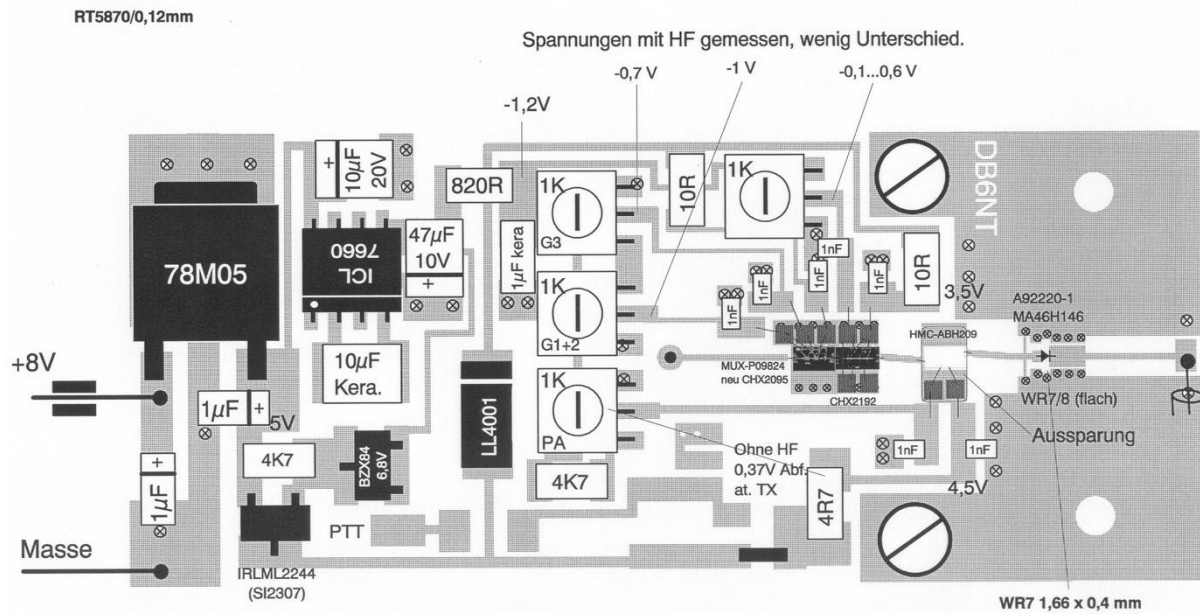 RT5870/0,12mm
Spannungen mit HF gemessen, wenig Unterschied.
-0,7 V
-1 V
-0,1...0,6 V
-1,2V
+
10µF
20V
820R
1K
G3
10R
1K
DB6NT
78M05
ICL
7660
47µF
10V
+
1µF kera
1nF
1nF
1nF
1nF
1nF
10R
3,5V
A92220-1
MA46H146
1K
G1+2
HMC-ABH209
+8V
10µF
Kera.
MUX-P09824
neu CHX2095
CHX2192
WR7/8 (flach)
1µF
+
5V
LL4001
1K
PA
Aussparung
4K7
BZX84
6,8V
4K7
Ohne HF
0,37V Abf.
at. TX
1nF
1nF
4,5V
+
1µF
PTT
4R7
Masse
IRLML2244
(SI2307)
WR7 1,66 x 0,4 mm